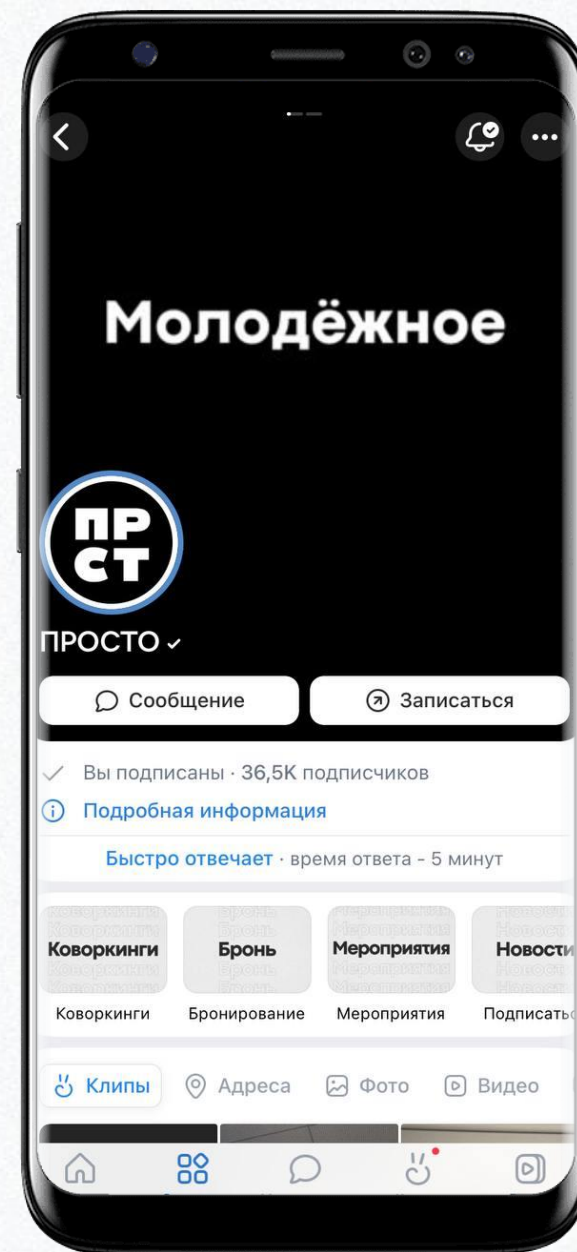 Молодёжное
ПР
СТ
ПРОСТО
Сообщение
Записаться
Вы подписаны · 36,5K подписчиков
Подробная информация
Быстро отвечает · время ответа - 5 минут
Коворкинги Бронь Мероприятия Новости
Коворкинги Бронирование Мероприятия
Клипы Адреса Фото Видео